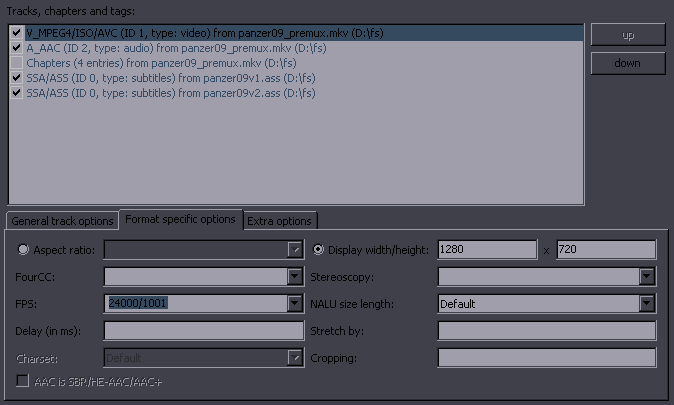 Tracks, chapters and tags:
V_MPEG4/ISO/AVC (ID 1, type: video) from panzer09_premux.mkv (D:\fs)
A_AAC (ID 2, type: audio) from panzer09_premux.mkv (D:\fs)
Chapters (4 entries) from panzer09_premux.mkv (D:\fs)
SSA/ASS (ID 0, type: subtitles) from panzer09v1.ass (D:\fs)
SSA/ASS (ID 0, type: subtitles) from panzer09v2.ass (D:\fs)
up
down
General track options Format specific options Extra options
Aspect ratio: Display width/height: 1280 x 720
FourCC: Stereoscopy:
FPS: 24000/1001 NALU size length: Default
Delay (in ms): Stretch by:
Charset: Default Cropping:
AAC is SBR/HE-AAC/AAC+